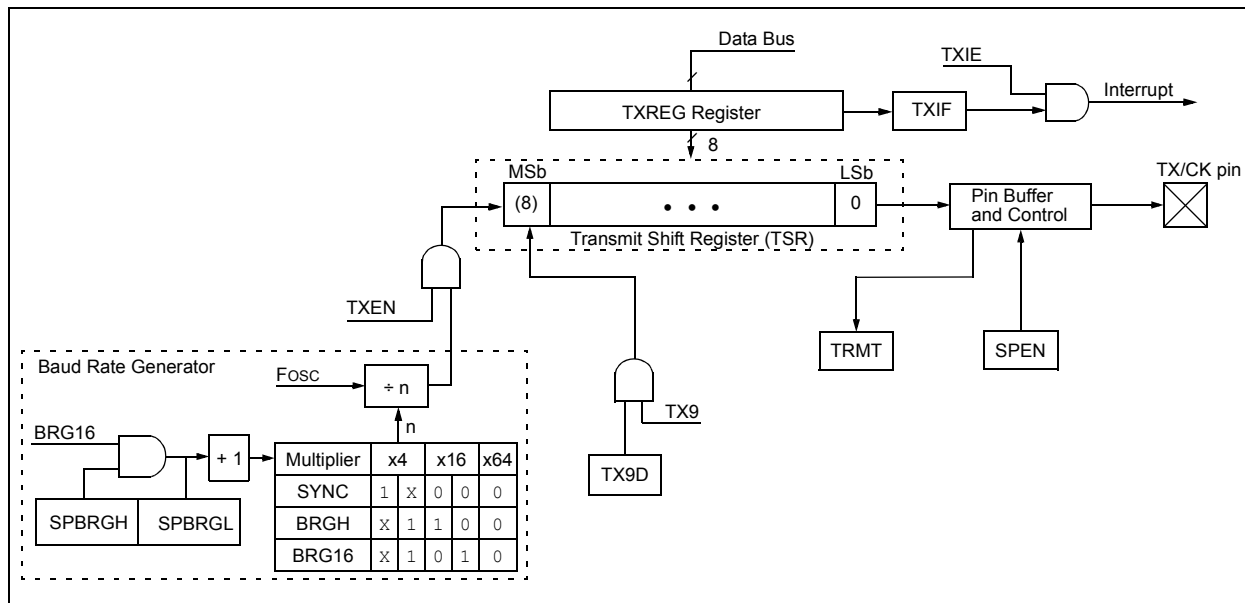 Data Bus
TXIE
Interrupt
TXREG Register
TXIF
8
MSb
LSb
TX/CK pin
(8)
• • •
0
Pin Buffer
and Control
Transmit Shift Register (TSR)
TXEN
TRMT
SPEN
Baud Rate Generator
FOSC
÷ n
TX9
n
BRG16
+ 1
Multiplier x4 x16 x64
TX9D
SYNC 1 X 0 0 0
SPBRGH SPBRGL
BRGH X 1 1 0 0
BRG16 X 1 0 1 0